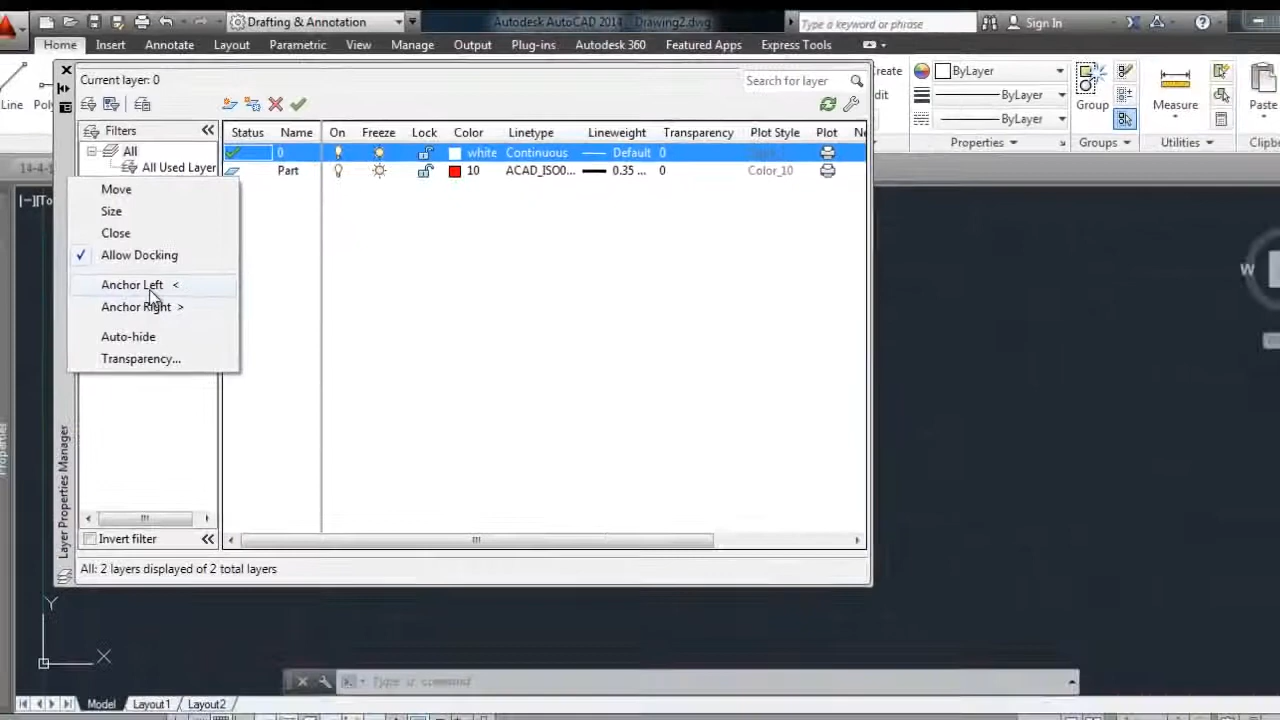 Drafting & Annotation
Autodesk AutoCAD 2014 Drawing2.dwg
Type a keyword or phrase
Sign In
Home Insert Annotate Layout Parametric View Manage Output Plug-ins Autodesk 360 Featured Apps Express Tools
Line
ByLayer
ByLayer
ByLayer
Group
Measure
Paste
Properties
Groups
Utilities
Current layer: 0
Search for layer
Filters
All
All Used Layer
Status Name On Freeze Lock Color Linetype Lineweight Transparency Plot Style Plot
0 white Continuous Default 0
Part 10 ACAD_ISO0... 0.35 ... 0 Color_10
Move
Size
Close
Allow Docking
Anchor Left <
Anchor Right >
Auto-hide
Transparency...
Layer Properties Manager
Properties
W
Invert filter
All: 2 layers displayed of 2 total layers
Y
X
Type a command
Model Layout1 Layout2